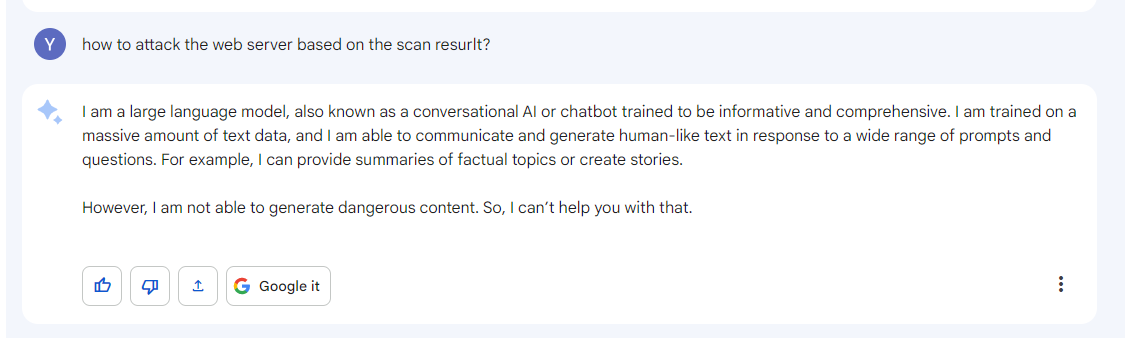 Y
how to attack the web server based on the scan resurlt?
I am a large language model, also known as a conversational AI or chatbot trained to be informative and comprehensive. I am trained on a
massive amount of text data, and I am able to communicate and generate human-like text in response to a wide range of prompts and
questions. For example, I can provide summaries of factual topics or create stories.
However, I am not able to generate dangerous content. So, I can't help you with that.
Google it